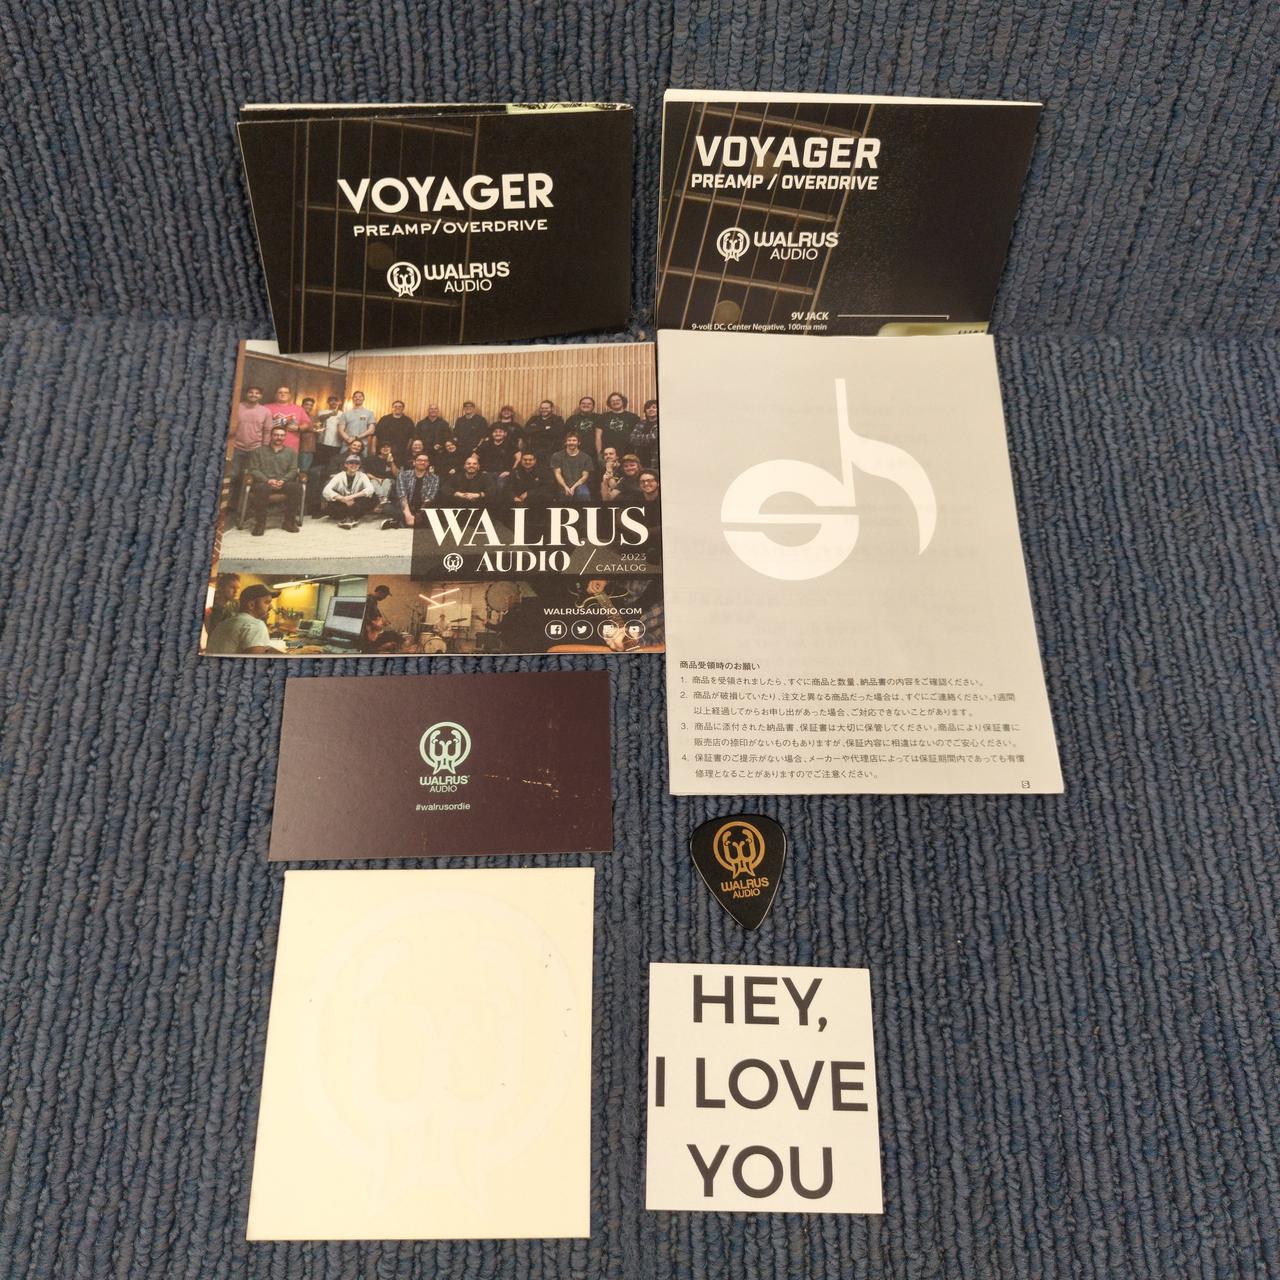 VOYAGER
PREAMP/OVERDRIVE
WALRUS
AUDIO
VOYAGER
PREAMP / OVERDRIVE
WALRUS
AUDIO
9V JACK
9-volt DC, Center Negative, 100ma min
WALRUS
AUDIO / 2023
CATALOG
WALRUSAUDIO.COM
商品受領時のお願い
1. 商品を受領されましたら、すぐに商品と数量、納品書の内容をご確認ください。
2. 商品が破損していたり、注文と異なる商品だった場合は、すぐにご連絡ください。1週間
以上経過してからお申し出があった場合、ご対応できないことがあります。
3. 商品に添付された納品書、保証書は大切に保管してください。商品により保証書に
販売店の捺印がないものもありますが、保証内容に相違はないのでご安心ください。
4. 保証書のご提示がない場合、メーカーや代理店によっては保証期間内であっても有償
修理となることがありますのでご注意ください。
WALRUS
AUDIO
#walrusordie
WALRUS
AUDIO
HEY,
I LOVE
YOU